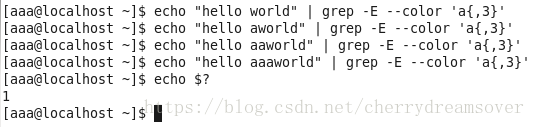 [aaa@localhost ~]$ echo "hello world" | grep -E --color 'a{,3}'
[aaa@localhost ~]$ echo "hello aworld" | grep -E --color 'a{,3}'
[aaa@localhost ~]$ echo "hello aaworld" | grep -E --color 'a{,3}'
[aaa@localhost ~]$ echo "hello aaaworld" | grep -E --color 'a{,3}'
[aaa@localhost ~]$ echo $?
1
[aaa@localhost ~]$
https://blog.csdn.net/cherrydreamsover